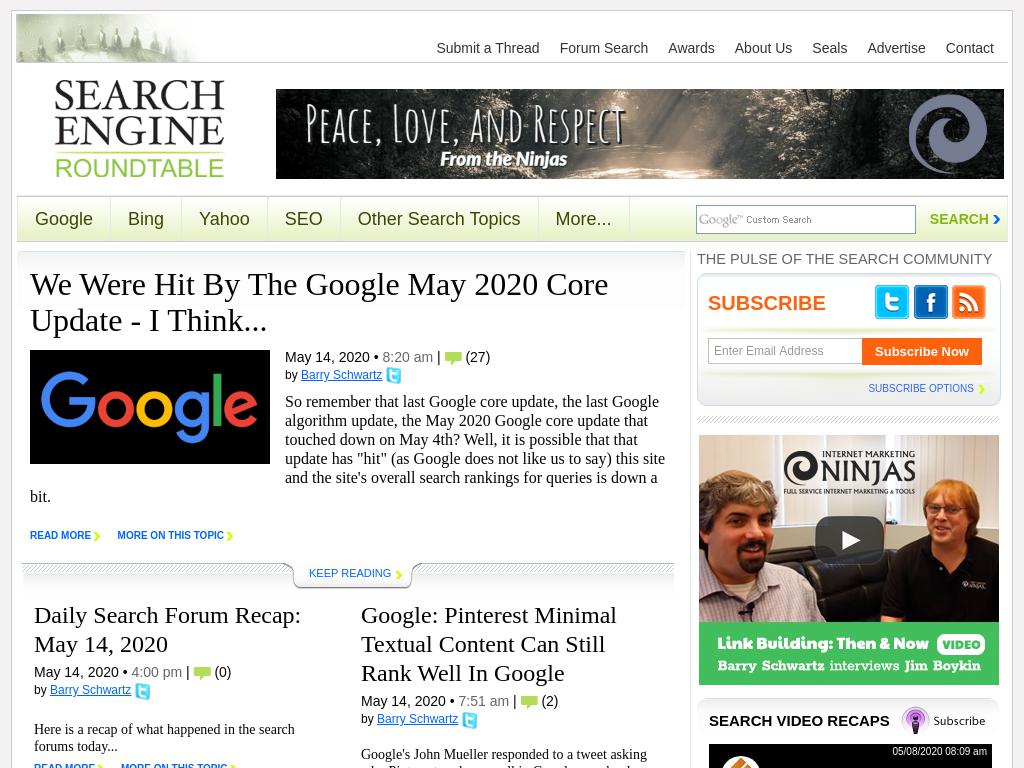 Submit a Thread Forum Search Awards About Us Seals Advertise Contact
SEARCH
ENGINE
ROUNDTABLE
PEACE, LOVE, AND RESPECT
From the Ninjas
Google Bing Yahoo SEO Other Search Topics More...
Google™ Custom Search
SEARCH
We Were Hit By The Google May 2020 Core
Update - I Think...
Google
May 14, 2020 • 8:20 am | (27)
by Barry Schwartz
So remember that last Google core update, the last Google
algorithm update, the May 2020 Google core update that
touched down on May 4th? Well, it is possible that that
update has "hit" (as Google does not like us to say) this site
and the site's overall search rankings for queries is down a
bit.
READ MORE MORE ON THIS TOPIC
KEEP READING
Daily Search Forum Recap:
May 14, 2020
May 14, 2020 • 4:00 pm | (0)
by Barry Schwartz
Here is a recap of what happened in the search
forums today...
READ MORE MORE ON THIS TOPIC
Google: Pinterest Minimal
Textual Content Can Still
Rank Well In Google
May 14, 2020 • 7:51 am | (2)
by Barry Schwartz
Google's John Mueller responded to a tweet asking
THE PULSE OF THE SEARCH COMMUNITY
SUBSCRIBE
Enter Email Address
Subscribe Now
SUBSCRIBE OPTIONS
INTERNET MARKETING
NINJAS
FULL SERVICE INTERNET MARKETING & TOOLS
Link Building: Then & Now VIDEO
Barry Schwartz interviews Jim Boykin
SEARCH VIDEO RECAPS Subscribe
05/08/2020 08:09 am